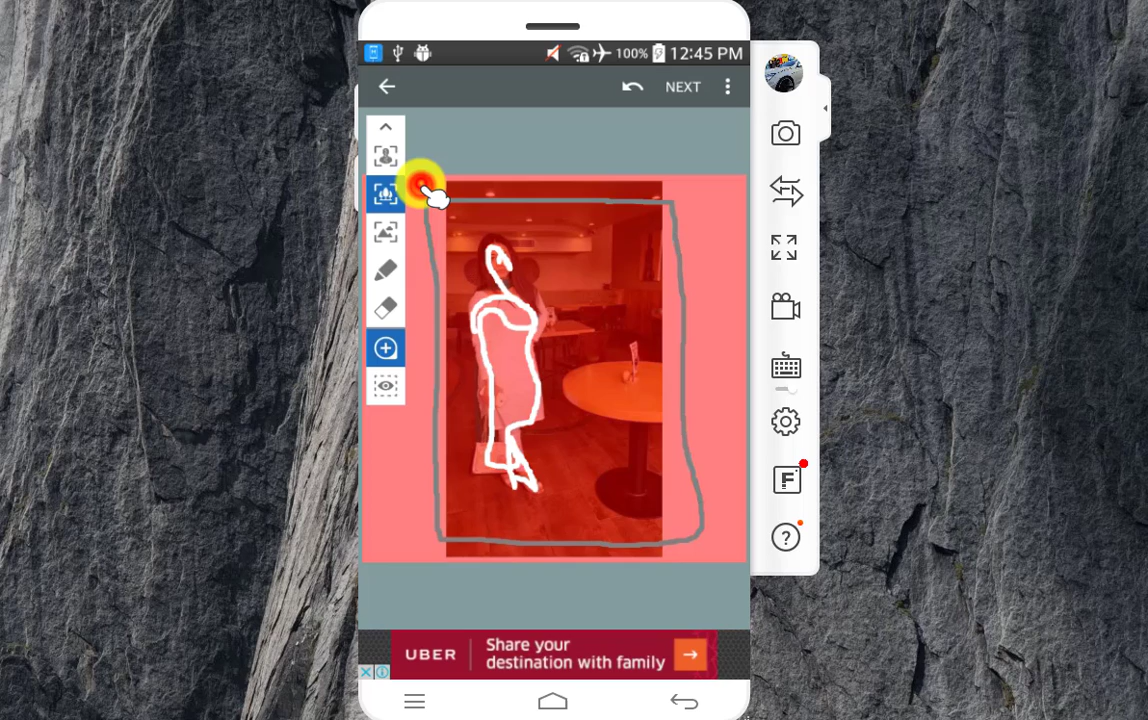 100% 12:45 PM
NEXT
UBER
Share your
destination with family
F
?